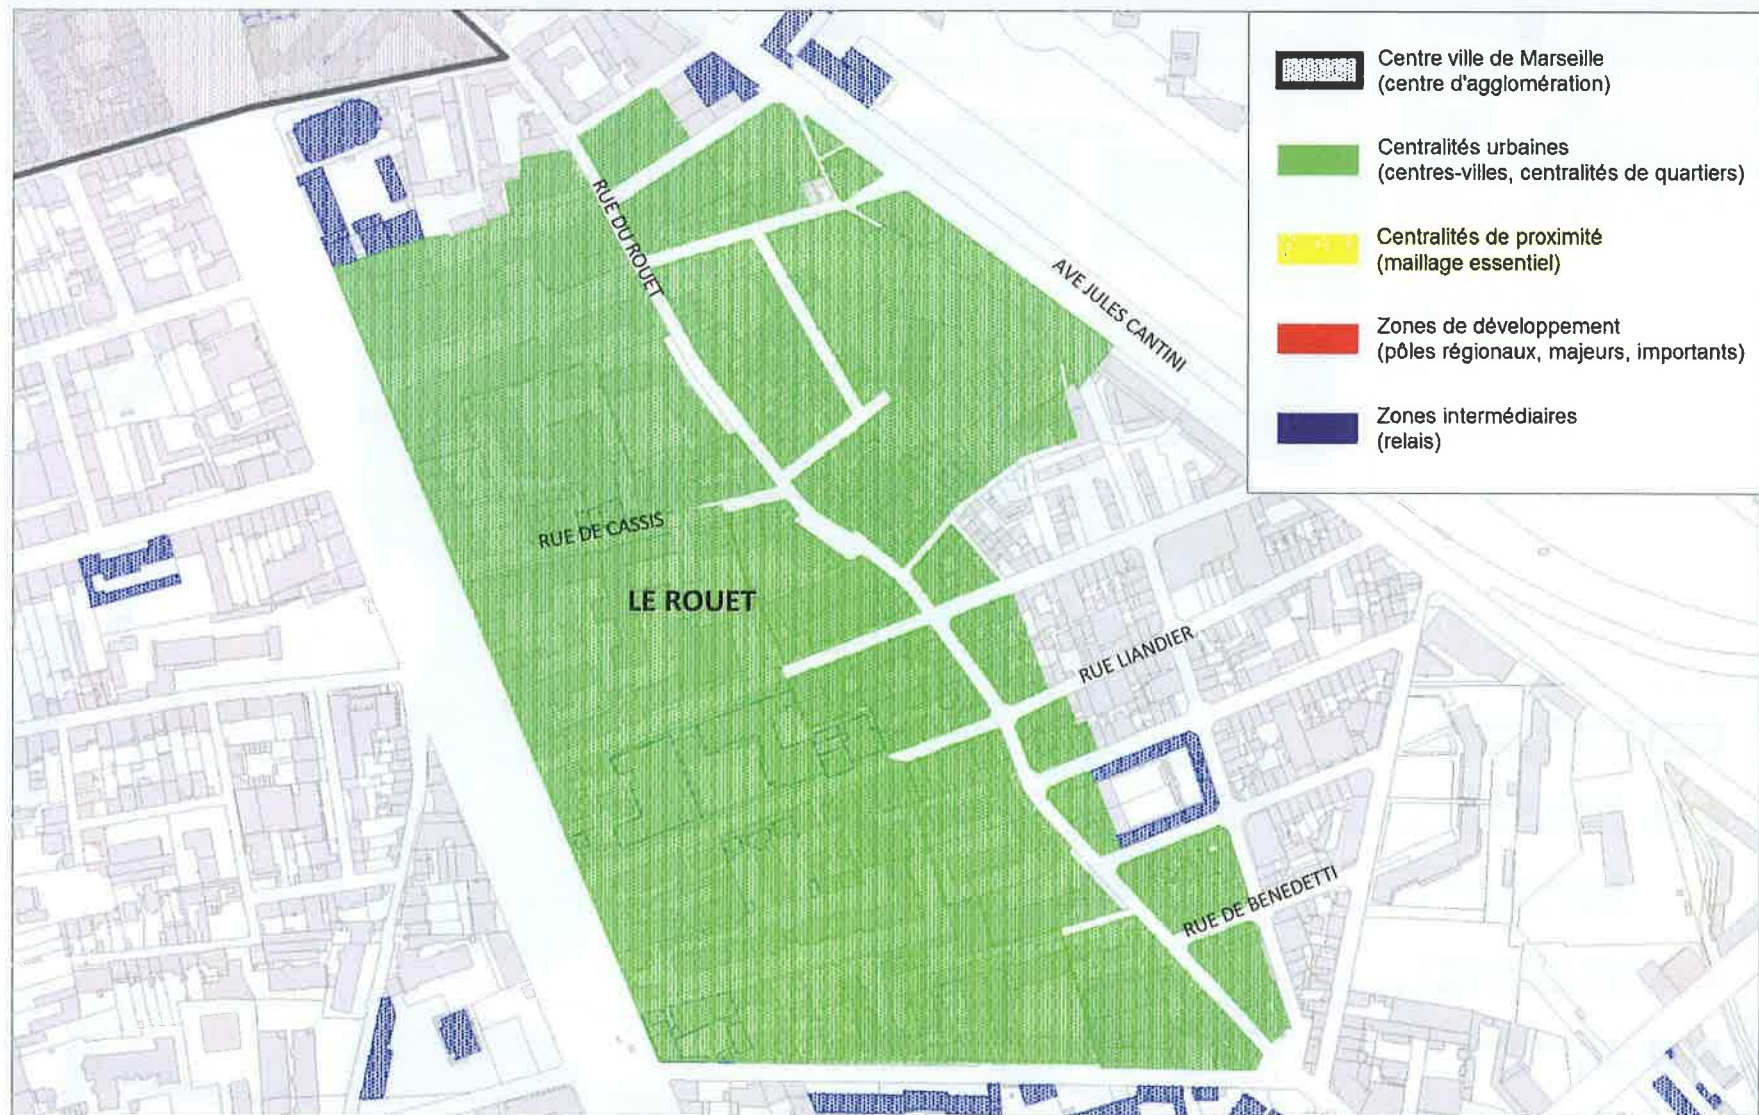 Centre ville de Marseille
(centre d'agglomération)
Centralités urbaines
(centres-villes, centralités de quartiers)
Centralités de proximité
(maillage essentiel)
Zones de développement
(pôles régionaux, majeurs, importants)
Zones intermédiaires
(relais)
RUE DU ROUET
AVE JULES CANTINI
RUE DE CASSIS
LE ROUET
RUE LIANDIER
RUE DE BENEDETTI